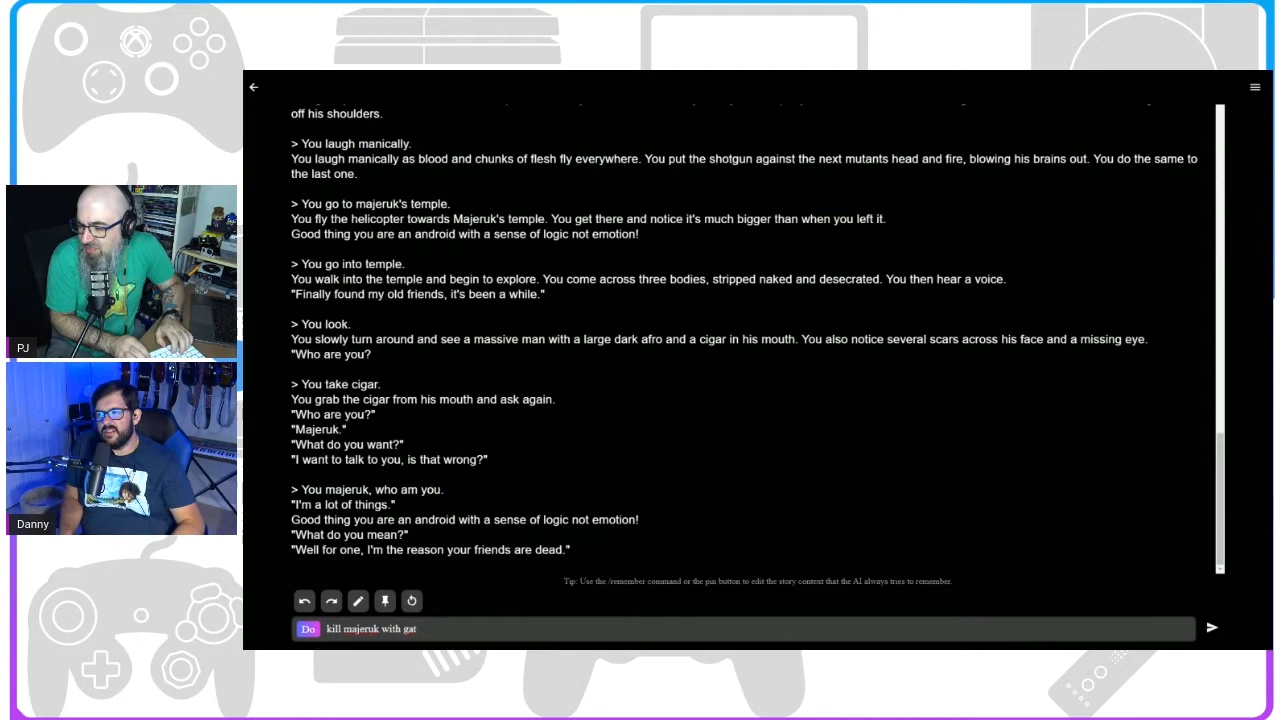 off his shoulders.
> You laugh manically.
You laugh manically as blood and chunks of flesh fly everywhere. You put the shotgun against the next mutants head and fire, blowing his brains out. You do the same to
the last one.
> You go to majeruk's temple.
You fly the helicopter towards Majeruk's temple. You get there and notice it's much bigger than when you left it.
Good thing you are an android with a sense of logic not emotion!
> You go into temple.
You walk into the temple and begin to explore. You come across three bodies, stripped naked and desecrated. You then hear a voice.
"Finally found my old friends, it's been a while."
> You look.
You slowly turn around and see a massive man with a large dark afro and a cigar in his mouth. You also notice several scars across his face and a missing eye.
"Who are you?
> You take cigar.
You grab the cigar from his mouth and ask again.
"Who are you?"
"Majeruk."
"What do you want?"
"I want to talk to you, is that wrong?"
> You majeruk, who am you.
"I'm a lot of things."
Good thing you are an android with a sense of logic not emotion!
"What do you mean?"
"Well for one, I'm the reason your friends are dead."
Tip: Use the /remember command or the pin button to edit the story context that the AI always tries to remember.
Do kill majeruk with gat
PJ
Danny